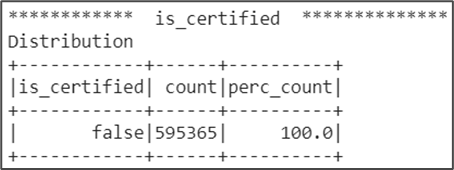 ************  is_certified  **************
Distribution
+------------+------+----------+
|is_certified| count|perc_count|
+------------+------+----------+
|       false|595365|     100.0|
+------------+------+----------+